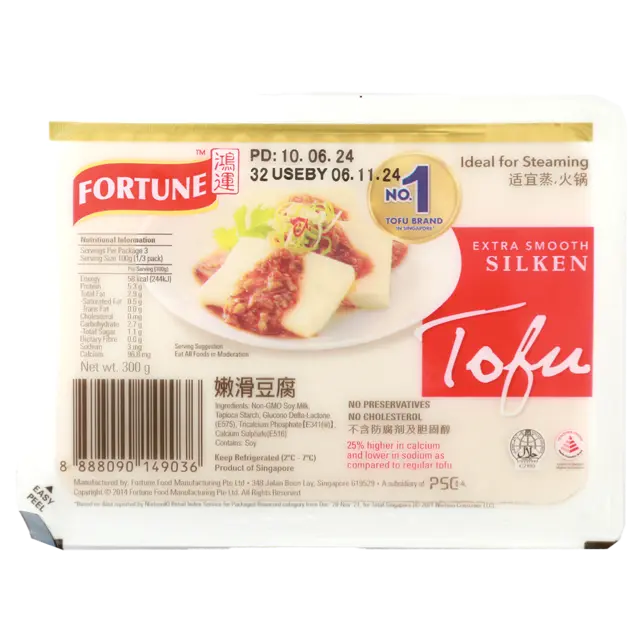 FORTUNE™
鴻運
PD: 10. 06. 24
32 USEBY 06.11.24
NO.1
TOFU BRAND
IN SINGAPORE
Ideal for Steaming
适宜蒸,火锅
EXTRA SMOOTH
SILKEN
Tofu
Nutritional Information
Servings Per Package 3
Serving Size 100g (1/3 pack)
Per Serving (100g)
Energy 58 kcal (244kJ)
Protein 5.3 g
Total Fat 2.9 g
Saturated Fat 0.5 g
Trans Fat 0.0 g
Cholesterol 0 mg
Carbohydrate 2.7 g
Total Sugar 1.1 g
Dietary Fibre 0.0 g
Sodium 3 mg
Calcium
Net wt. 300 g
Serving Suggestion
Eat All Foods in Moderation
嫩滑豆腐
Ingredients: Non-GMO Soy Milk,
Tapioca Starch, Glucono Delta-Lactone
(E575), Tricalcium Phosphate
Calcium Sulphate(E516)
Contains: Soy
Keep Refrigerated (2°C - 7°C)
Product of Singapore
NO PRESERVATIVES
NO CHOLESTEROL
不含防腐剂及胆固醇
25% higher in calcium
and lower in sodium as
compared to regular tofu
8 888090 149036
EASY
PEEL
Manufactured by: Fortune Food Manufacturing Pte Ltd • 348 Jalan Boon Lay, Singapore 619529 • A subsidiary of PSC
Copyright © 2014 Fortune Food Manufacturing Pte Ltd. All Rights Reserved